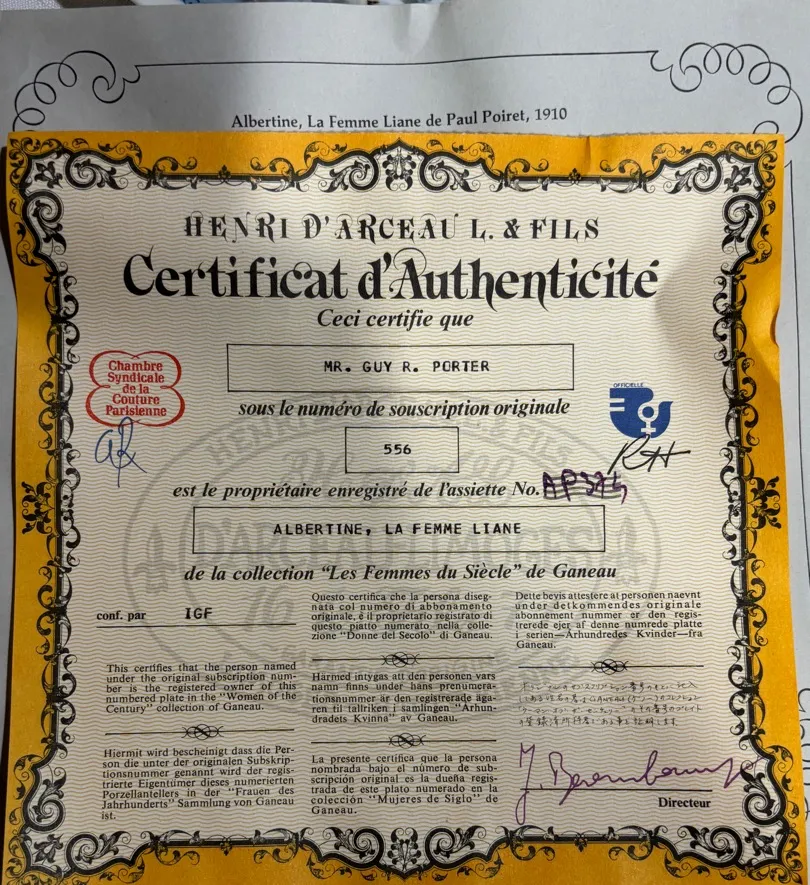 Albertine, La Femme Liane de Paul Poiret, 1910
HENRI D'ARCEAU L. & FILS
Certificat d'Authenticité
Ceci certifie que
MR. GUY R. PORTER
Chambre
Syndicale
de la
Couture
Parisienne
OFFICIELLE
sous le numéro de souscription originale
556
est le propriétaire enregistré de l'assiette No.
ALBERTINE, LA FEMME LIANE
de la collection "Les Femmes du Siècle" de Ganeau
conf. par IGF
This certifies that the person named
under the original subscription num-
ber is the registered owner of this
numbered plate in the "Women of the
Century" collection of Ganeau.
Hiermit wird bescheinigt dass die Per-
son die unter der originalen Subskrip-
tionsnummer genannt wird der regis-
trierte Eigentümer dieses numerierten
Porzellantellers in der "Frauen des
Jahrhunderts" Sammlung von Ganeau
ist.
Questo certifica che la persona diseg-
nata col numero di abbonamento
originale, é il propietario registrato di
questo piatto numerato nella colle-
zione "Donne del Secolo" di Ganeau.
Härmed intygas att den personen vars
namn finns under hans prenumera-
tionsnummer är den registrerade äga-
ren til tallriken i samlingen "Arhun-
dradets Kvinna" av Ganeau.
La presente certifica que la persona
nombrada bajo el número de sub-
scripción original es la dueña regis-
trada de este plato numerado en la
colección "Mujeres de Siglo" de
Ganeau.
Dette bevis attestere at personen naevnt
under detkommendes originale
abonnement nummer er den regis-
trerede ejer af denne numrede platte
i serien—Århundredes Kvinder—fra
Ganeau.
Directeur